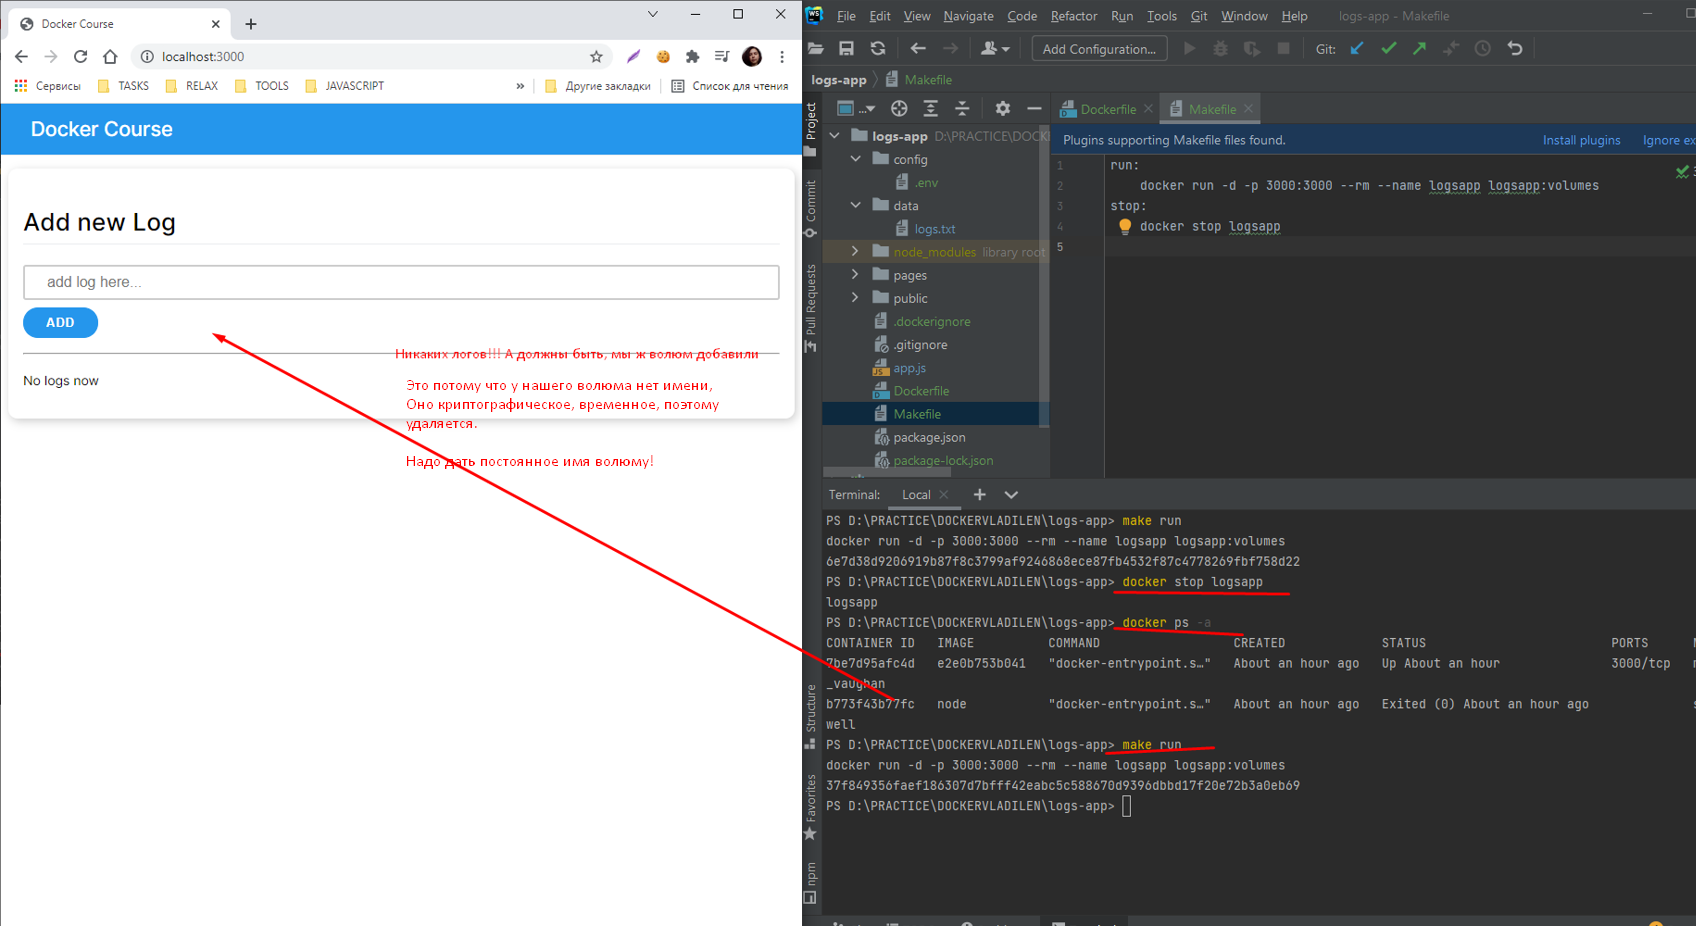 Docker Course
localhost:3000
Сервисы TASKS RELAX TOOLS JAVASCRIPT » Другие закладки Список для чтения
Docker Course
Add new Log
add log here...
ADD
Никаких логов!!! А должны быть, мы ж волюм добавили
No logs now
Это потому что у нашего волюма нет имени,
Оно криптографическое, временное, поэтому
удаляется.
Надо дать постоянное имя волюму!
WS File Edit View Navigate Code Refactor Run Tools Git Window Help logs-app - Makefile
Add Configuration... Git:
logs-app Makefile
Project
Commit
Pull Requests
Structure
Favorites
npm
...
logs-app D:\PRACTICE\DOCKE
config
.env
data
logs.txt
node_modules library root
pages
public
.dockerignore
.gitignore
app.js
Dockerfile
Makefile
package.json
package-lock.json
Dockerfile Makefile
Plugins supporting Makefile files found. Install plugins Ignore ex
1 run:
2 docker run -d -p 3000:3000 --rm --name logsapp logsapp:volumes
3 stop:
4 docker stop logsapp
5
Terminal: Local
PS D:\PRACTICE\DOCKERVLADILEN\logs-app> make run
docker run -d -p 3000:3000 --rm --name logsapp logsapp:volumes
6e7d38d9206919b87f8c3799af9246868ece87fb4532f87c4778269fbf758d22
PS D:\PRACTICE\DOCKERVLADILEN\logs-app> docker stop logsapp
logsapp
PS D:\PRACTICE\DOCKERVLADILEN\logs-app> docker ps -a
CONTAINER ID IMAGE COMMAND CREATED STATUS PORTS N
7be7d95afc4d e2e0b753b041 "docker-entrypoint.s…" About an hour ago Up About an hour 3000/tcp
_vaughan
b773f43b77fc node "docker-entrypoint.s…" About an hour ago Exited (0) About an hour ago s
well
PS D:\PRACTICE\DOCKERVLADILEN\logs-app> make run
docker run -d -p 3000:3000 --rm --name logsapp logsapp:volumes
37f849356faef186307d7bfff42eabc5c588670d9396dbbd17f20e72b3a0eb69
PS D:\PRACTICE\DOCKERVLADILEN\logs-app>